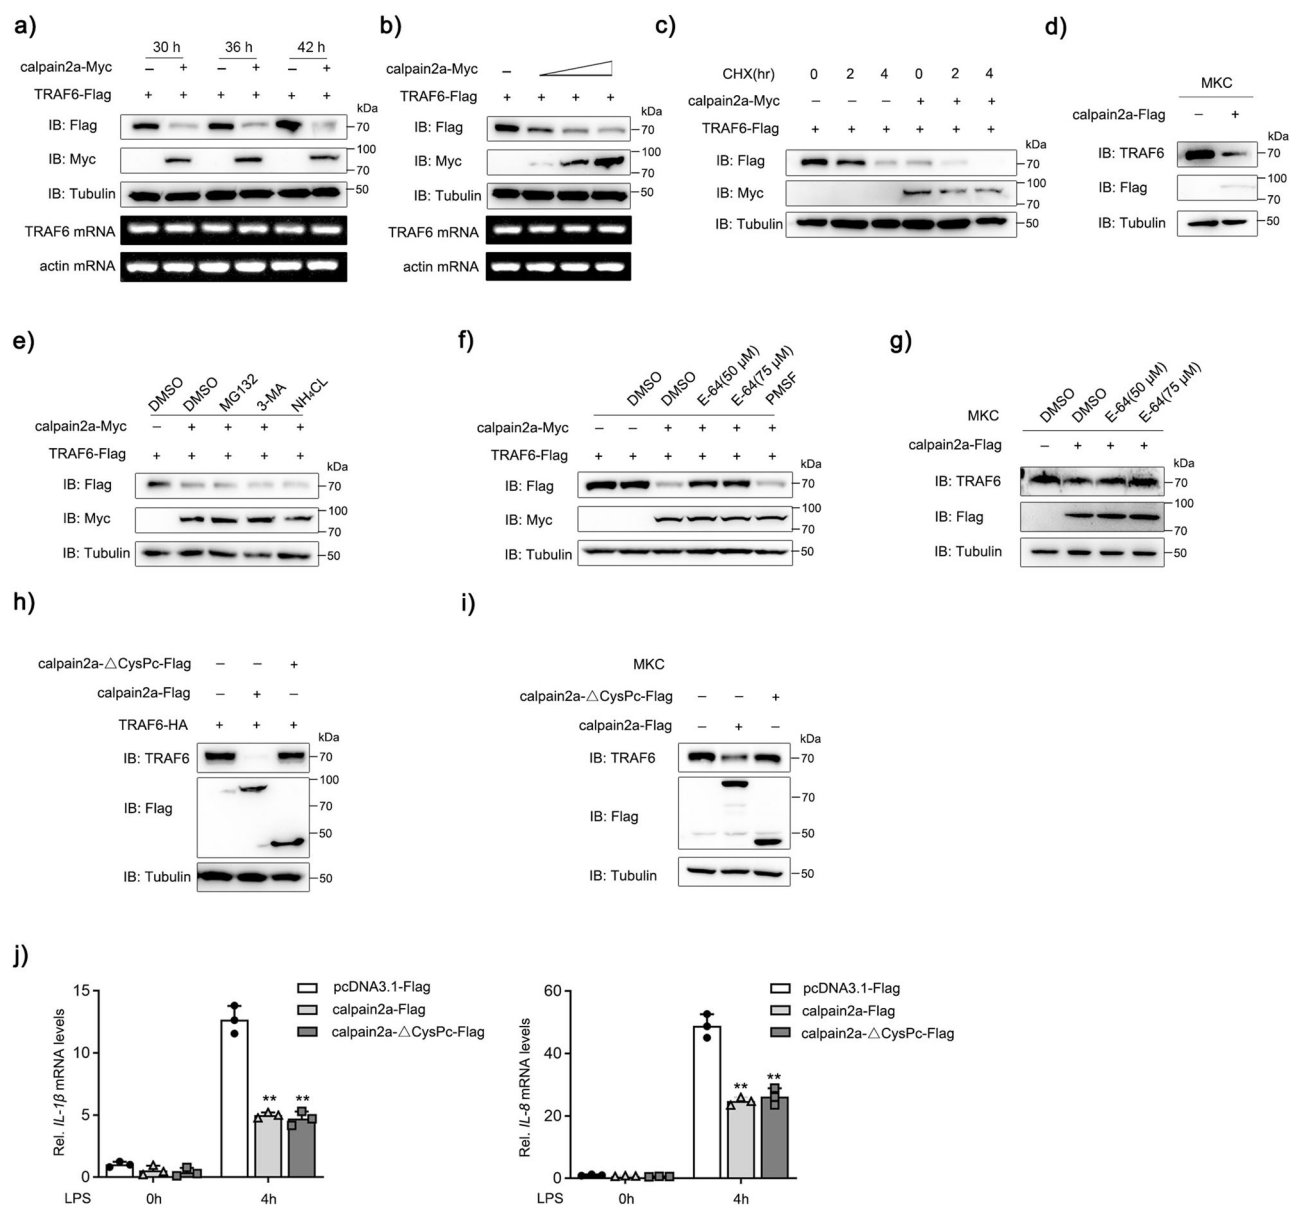 a)
30 h 36 h 42 h
calpain2a-Myc – + – + – +
TRAF6-Flag + + + + + +
kDa
IB: Flag 70
IB: Myc 100
70
IB: Tubulin 50
TRAF6 mRNA
actin mRNA
b)
calpain2a-Myc –
TRAF6-Flag + + + +
kDa
IB: Flag 70
IB: Myc 100
70
IB: Tubulin 50
TRAF6 mRNA
actin mRNA
c)
CHX(hr) 0 2 4 0 2 4
calpain2a-Myc – – – + + +
TRAF6-Flag + + + + + +
kDa
IB: Flag 70
IB: Myc 100
70
IB: Tubulin 50
d)
MKC
calpain2a-Flag – +
kDa
IB: TRAF6 70
IB: Flag 100
70
IB: Tubulin 50
e)
DMSO DMSO MG132 3-MA NH₄CL
calpain2a-Myc – + + + +
TRAF6-Flag + + + + +
kDa
IB: Flag 70
IB: Myc 100
70
IB: Tubulin 50
f)
DMSO DMSO E-64(50 μM) E-64(75 μM) PMSF
calpain2a-Myc – – + + + +
TRAF6-Flag + + + + + +
kDa
IB: Flag 70
IB: Myc 100
70
IB: Tubulin 50
g)
MKC DMSO DMSO E-64(50 μM) E-64(75 μM)
calpain2a-Flag – + + +
kDa
IB: TRAF6 70
IB: Flag 100
70
IB: Tubulin 50
h)
calpain2a-△CysPc-Flag – – +
calpain2a-Flag – + –
TRAF6-HA + + +
kDa
IB: TRAF6 70
100
IB: Flag 70
50
IB: Tubulin 50
i)
MKC
calpain2a-△CysPc-Flag – – +
calpain2a-Flag – + –
kDa
IB: TRAF6 70
IB: Flag 70
50
IB: Tubulin 50
j)
Rel. IL-1β mRNA levels
15
10
5
0
pcDNA3.1-Flag
calpain2a-Flag
calpain2a-△CysPc-Flag
** **
LPS 0h 4h
Rel. IL-8 mRNA levels
60
40
20
0
pcDNA3.1-Flag
calpain2a-Flag
calpain2a-△CysPc-Flag
** **
LPS 0h 4h